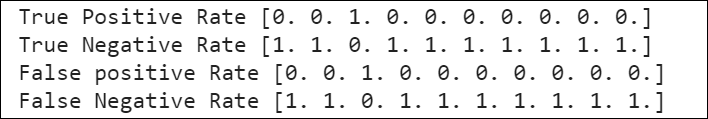 True Positive Rate [0. 0. 1. 0. 0. 0. 0. 0. 0. 0.]
True Negative Rate [1. 1. 0. 1. 1. 1. 1. 1. 1. 1.]
False positive Rate [0. 0. 1. 0. 0. 0. 0. 0. 0. 0.]
False Negative Rate [1. 1. 0. 1. 1. 1. 1. 1. 1. 1.]